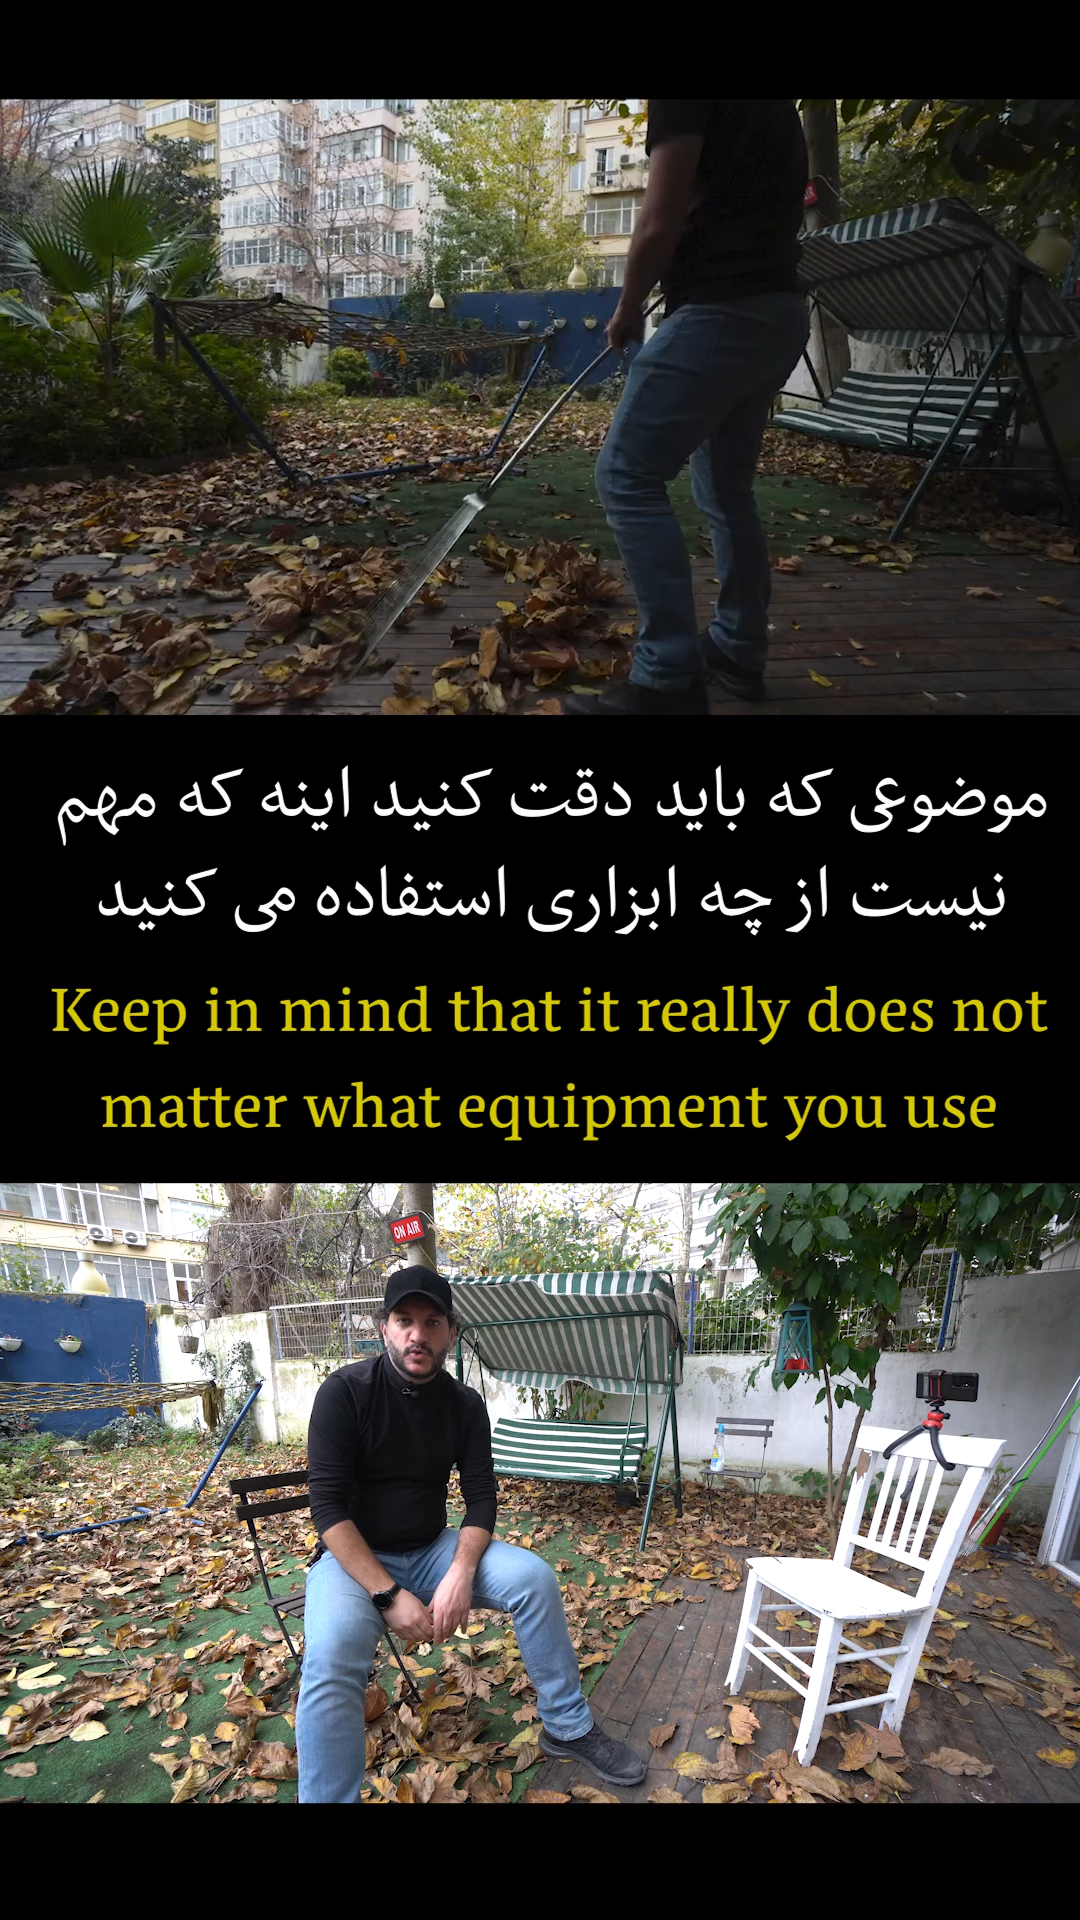 موضوعی که باید دقت کنید اینه که مهم
نیست از چه ابزاری استفاده می کنید
Keep in mind that it really does not
matter what equipment you use
ON AIR